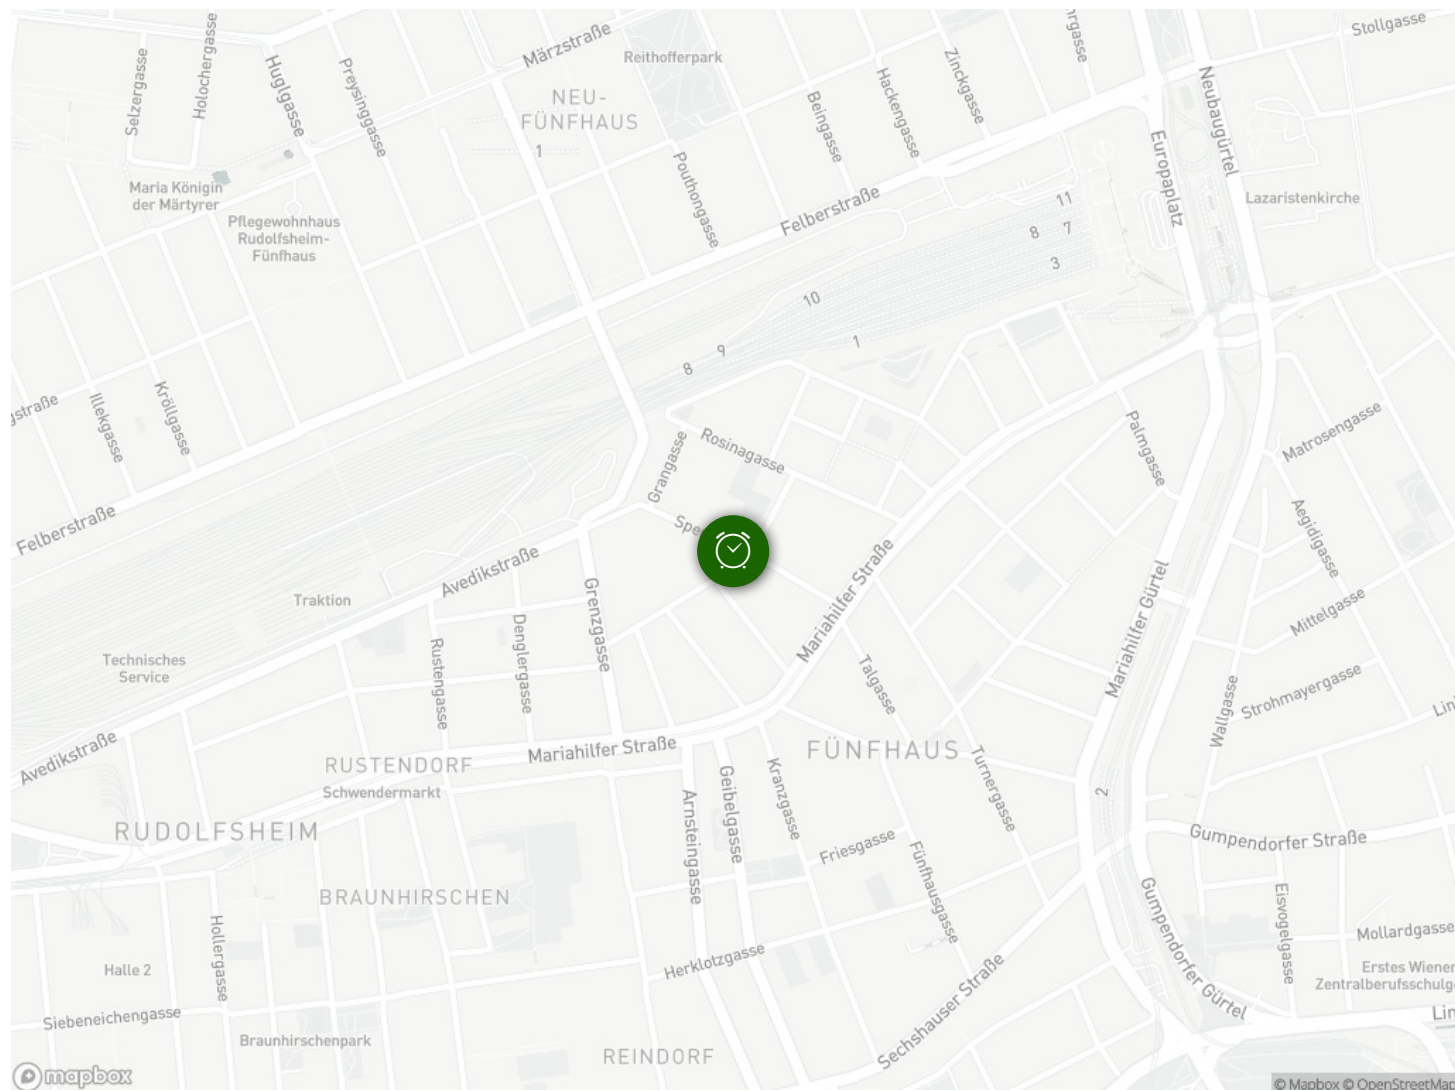 Stollgasse
Märzstraße
Reithofferpark
Selzergasse
Holochergasse
Huglgasse
Preysinggasse
NEU-
FÜNFHAUS
1
Beingasse
Hackengasse
Zinckgasse
Neubaugürtel
Europaplatz
Maria Königin
der Märtyrer
Pflegewohnhaus
Rudolfsheim-
Fünfhaus
Pouthongasse
Felberstraße
Lazaristenkirche
11
8
7
3
10
1
9
8
Illekgasse
Kröllgasse
Rosinagasse
Grangasse
Palmgasse
Matrosengasse
Felberstraße
Aegidigasse
Avedikstraße
Grenzgasse
Mariahilfer Straße
Mariahilfer Gürtel
Mittelgasse
Traktion
Technisches
Service
Rustengasse
Denglergasse
Talgasse
Wallgasse
Strohmayergasse
Avedikstraße
Mariahilfer Straße
FÜNFHAUS
RUSTENDORF
Schwendermarkt
Arnsteingasse
Geibelgasse
Kranzgasse
Turnergasse
2
RUDOLFSHEIM
Friesgasse
Fünfhausgasse
Gumpendorfer Straße
BRAUNHIRSCHEN
Gumpendorfer Gürtel
Eisvogelgasse
Mollardgasse
Hollergasse
Halle 2
Herklotzgasse
Sechshauser Straße
Erstes Wiener
Siebeneichengasse
Braunhirschenpark
REINDORF
mapbox
© Mapbox © OpenStreetMap